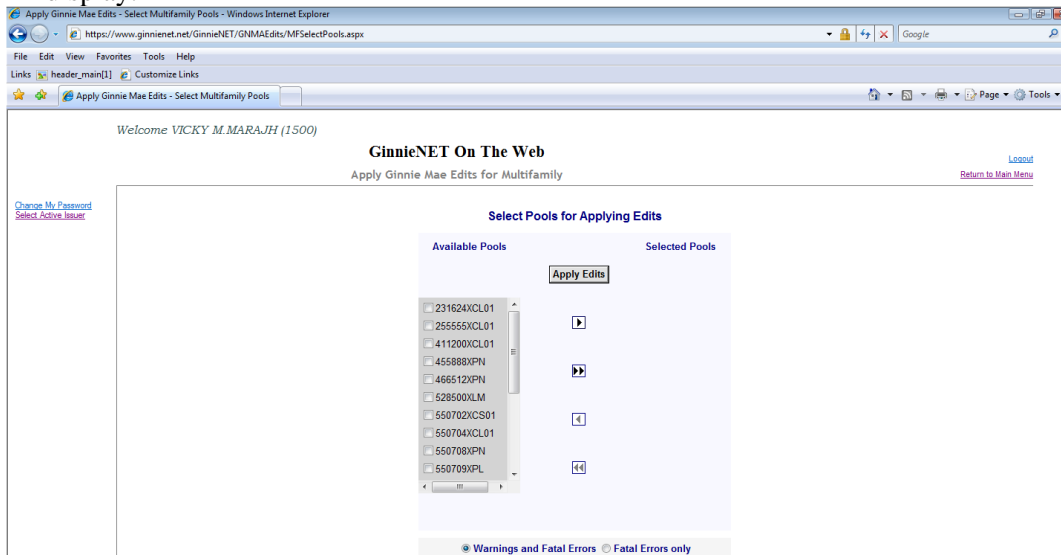 Apply Ginnie Mae Edits - Select Multifamily Pools - Windows Internet Explorer
https://www.ginnienet.net/GinnieNET/GNMAEdits/MFSelectPools.aspx
Google
File Edit View Favorites Tools Help
Links header_main[1] Customize Links
Apply Ginnie Mae Edits - Select Multifamily Pools
Page Tools
Welcome VICKY M.MARAJH (1500)
GinnieNET On The Web
Logout
Apply Ginnie Mae Edits for Multifamily
Return to Main Menu
Change My Password
Select Active Issuer
Select Pools for Applying Edits
Available Pools Selected Pools
Apply Edits
231624XCL01
255555XCL01
411200XCL01
455888XPN
466512XPN
528500XLM
550702XCS01
550704XCL01
550708XPN
550709XPL
Warnings and Fatal Errors Fatal Errors only